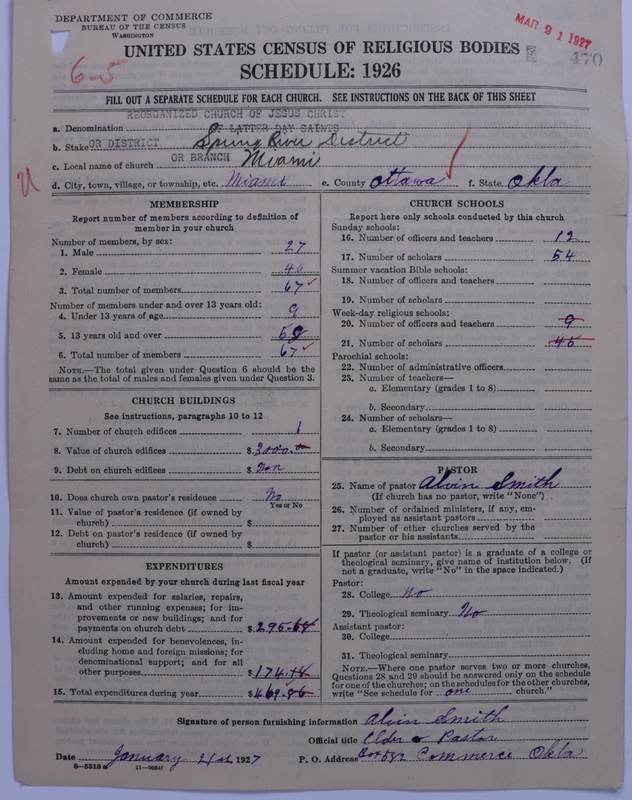 DEPARTMENT OF COMMERCE
BUREAU OF THE CENSUS
WASHINGTON
MAR 21 1927
470
6-5
UNITED STATES CENSUS OF RELIGIOUS BODIES
SCHEDULE: 1926
FILL OUT A SEPARATE SCHEDULE FOR EACH CHURCH. SEE INSTRUCTIONS ON THE BACK OF THIS SHEET
REORGANIZED CHURCH OF JESUS CHRIST
a. Denomination OF LATTER DAY SAINTS
b. Stake OR DISTRICT Spring River District
c. Local name of church OR BRANCH Miami
d. City, town, village, or township, etc. Miami e. County Ottawa f. State Okla
MEMBERSHIP
Report number of members according to definition of
member in your church
Number of members, by sex:
1. Male 27
2. Female 40
3. Total number of members 67
Number of members under and over 13 years old:
4. Under 13 years of age 9
5. 13 years old and over 58
6. Total number of members 67
NOTE.—The total given under Question 6 should be
the same as the total of males and females given under Question 3.
CHURCH BUILDINGS
See instructions, paragraphs 10 to 12
7. Number of church edifices 1
8. Value of church edifices $ 3000.00
9. Debt on church edifices $ Non
10. Does church own pastor's residence No
Yes or No
11. Value of pastor's residence (if owned by
church) $
12. Debt on pastor's residence (if owned by
church) $
EXPENDITURES
Amount expended by your church during last fiscal year
13. Amount expended for salaries, repairs,
and other running expenses; for im-
provements or new buildings; and for
payments on church debt $ 295.68
14. Amount expended for benevolences, in-
cluding home and foreign missions; for
denominational support; and for all
other purposes $ 174.18
15. Total expenditures during year $ 469.86
CHURCH SCHOOLS
Report here only schools conducted by this church
Sunday schools:
16. Number of officers and teachers 12
17. Number of scholars 54
Summer vacation Bible schools:
18. Number of officers and teachers
19. Number of scholars
Week-day religious schools:
20. Number of officers and teachers 9
21. Number of scholars 45
Parochial schools:
22. Number of administrative officers
23. Number of teachers—
a. Elementary (grades 1 to 8)
b. Secondary
24. Number of scholars—
a. Elementary (grades 1 to 8)
b. Secondary
PASTOR
25. Name of pastor Alvin Smith
(If church has no pastor, write "None")
26. Number of ordained ministers, if any, em-
ployed as assistant pastors
27. Number of other churches served by the
pastor or his assistants
If pastor (or assistant pastor) is a graduate of a college or
theological seminary, give name of institution below. (If
not a graduate, write "No" in the space indicated.)
Pastor:
28. College No
29. Theological seminary No
Assistant pastor:
30. College
31. Theological seminary
NOTE.—Where one pastor serves two or more churches,
Questions 28 and 29 should be answered only on the schedule
for one of the churches; on the schedules for the other churches,
write "See schedule for one church."
Signature of person furnishing information Alvin Smith
Official title Elder & Pastor
Date January 21st 1927 P. O. Address Commerce Okla
8-5518a 11-9054f